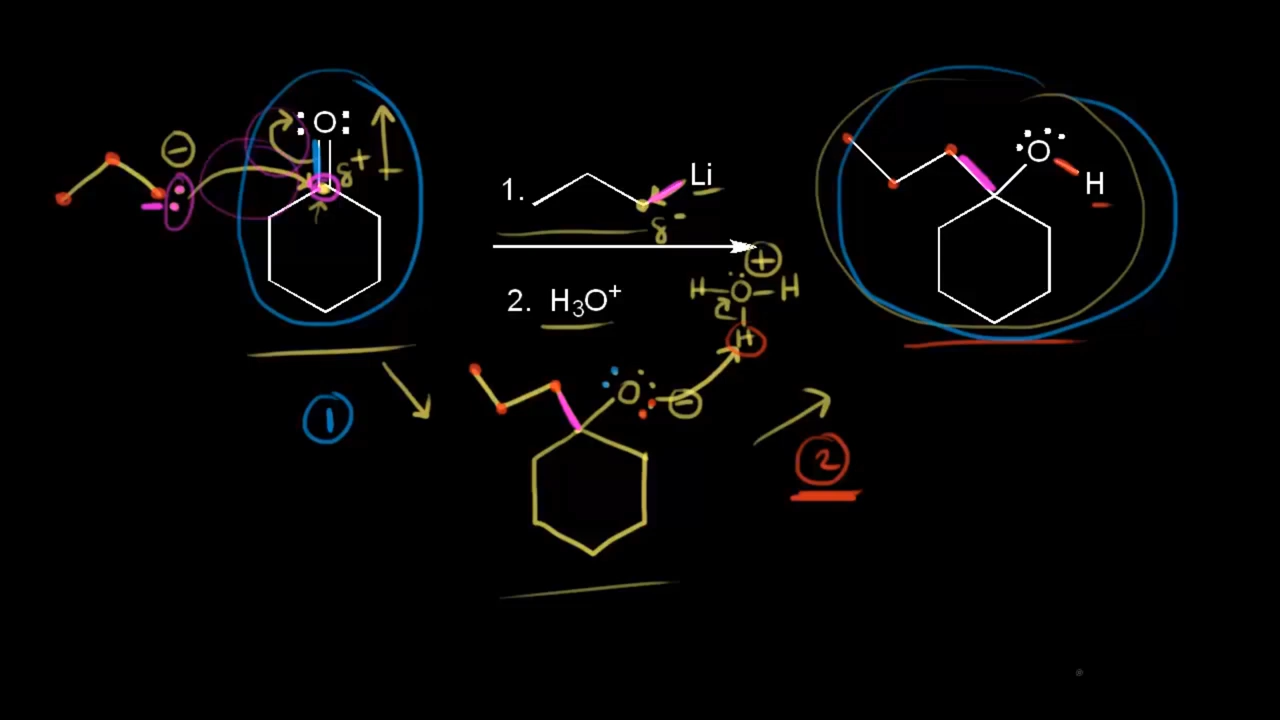 − :O: δ+
1. Li
δ−
2. H₃O⁺
H—O—H +
H
O −
O
H
1
2